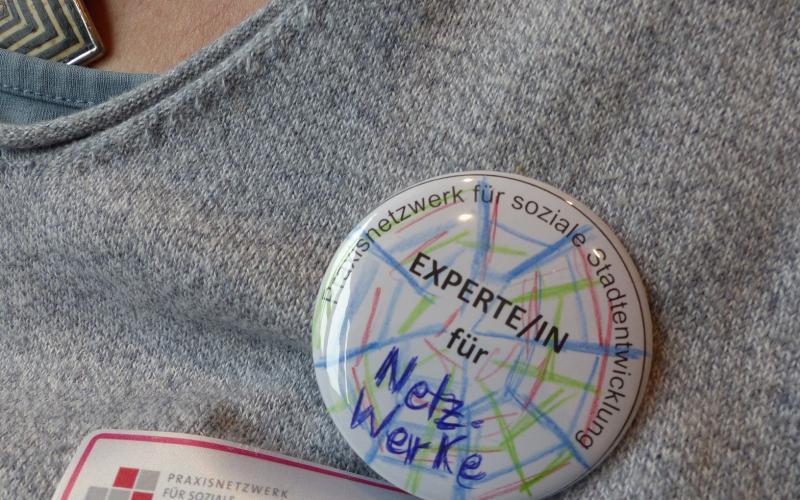 Praxisnetzwerk für soziale Stadtentwicklung
EXPERTE/IN
für
Netz-
Werke
PRAXISNETZWERK
FÜR SOZIALE